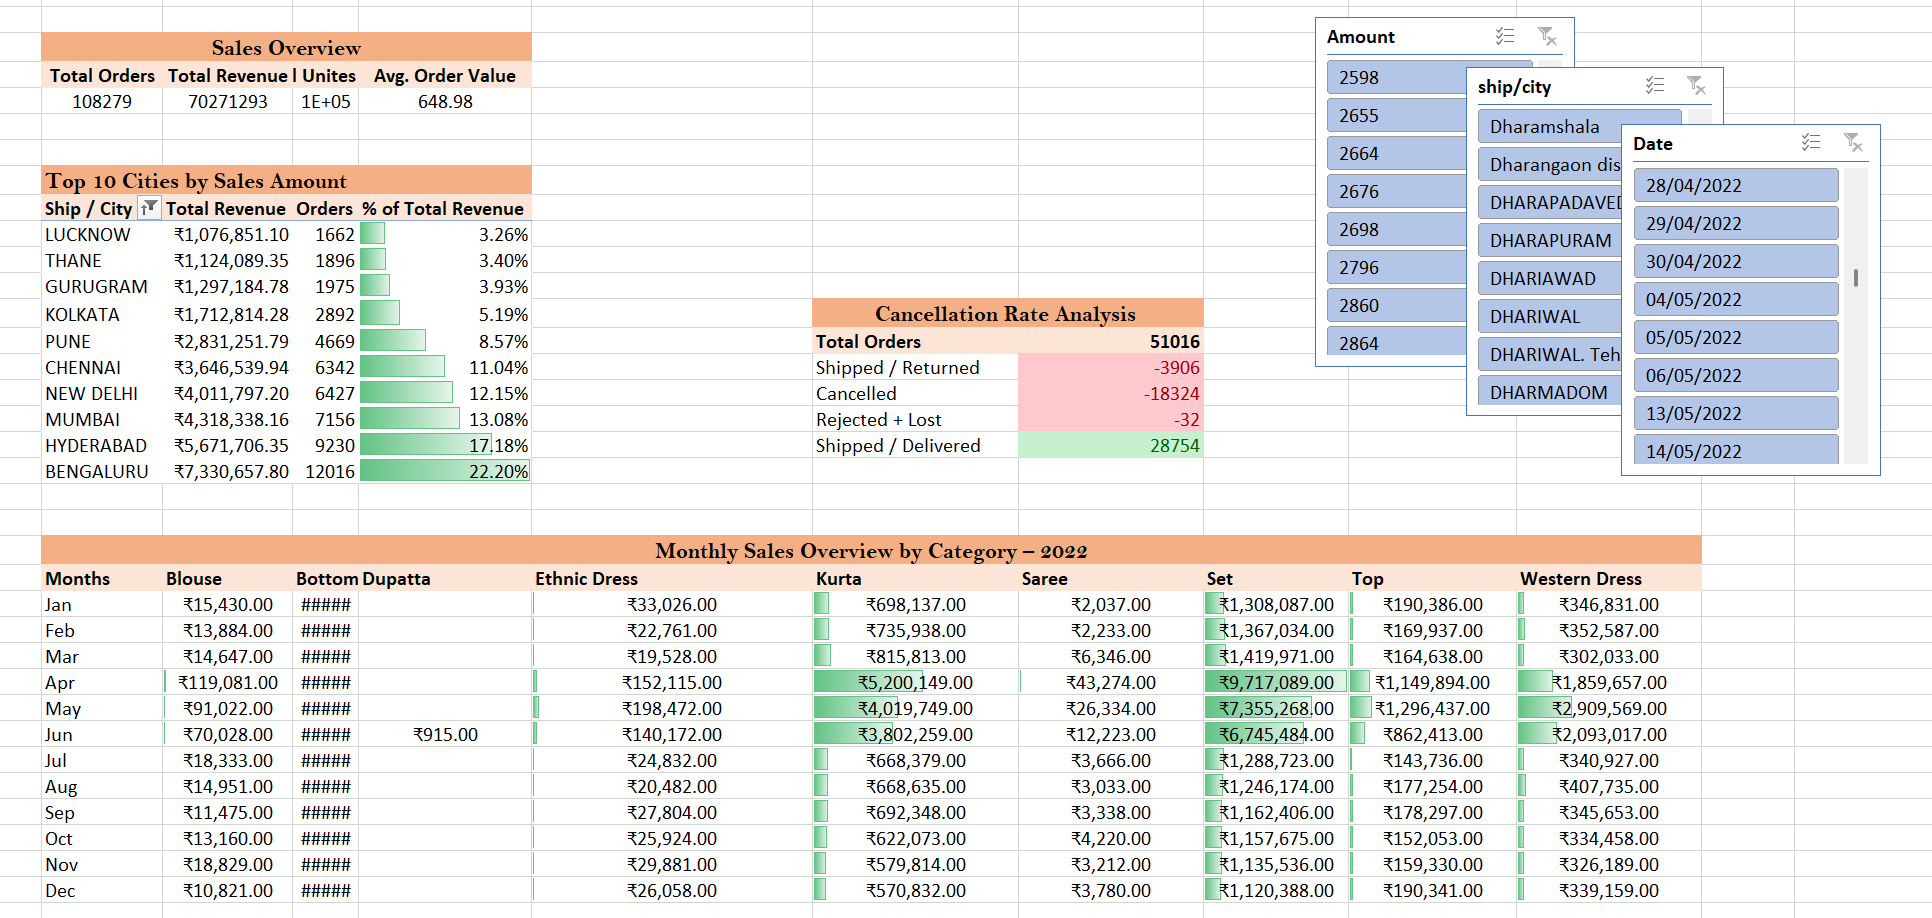 Sales Overview
Total Orders Total Revenue l Unites Avg. Order Value
108279 70271293 1E+05 648.98
Top 10 Cities by Sales Amount
Ship / City Total Revenue Orders % of Total Revenue
LUCKNOW ₹1,076,851.10 1662 3.26%
THANE ₹1,124,089.35 1896 3.40%
GURUGRAM ₹1,297,184.78 1975 3.93%
KOLKATA ₹1,712,814.28 2892 5.19%
PUNE ₹2,831,251.79 4669 8.57%
CHENNAI ₹3,646,539.94 6342 11.04%
NEW DELHI ₹4,011,797.20 6427 12.15%
MUMBAI ₹4,318,338.16 7156 13.08%
HYDERABAD ₹5,671,706.35 9230 17.18%
BENGALURU ₹7,330,657.80 12016 22.20%
Cancellation Rate Analysis
Total Orders 51016
Shipped / Returned -3906
Cancelled -18324
Rejected + Lost -32
Shipped / Delivered 28754
Amount
2598
2655
2664
2676
2698
2796
2860
2864
ship/city
Dharamshala
Dharangaon dis
DHARAPADAVED
DHARAPURAM
DHARIAWAD
DHARIWAL
DHARIWAL. Teh
DHARMADOM
Date
28/04/2022
29/04/2022
30/04/2022
04/05/2022
05/05/2022
06/05/2022
13/05/2022
14/05/2022
Monthly Sales Overview by Category – 2022
Months Blouse Bottom Dupatta Ethnic Dress Kurta Saree Set Top Western Dress
Jan ₹15,430.00 ##### ₹33,026.00 ₹698,137.00 ₹2,037.00 ₹1,308,087.00 ₹190,386.00 ₹346,831.00
Feb ₹13,884.00 ##### ₹22,761.00 ₹735,938.00 ₹2,233.00 ₹1,367,034.00 ₹169,937.00 ₹352,587.00
Mar ₹14,647.00 ##### ₹19,528.00 ₹815,813.00 ₹6,346.00 ₹1,419,971.00 ₹164,638.00 ₹302,033.00
Apr ₹119,081.00 ##### ₹152,115.00 ₹5,200,149.00 ₹43,274.00 ₹9,717,089.00 ₹1,149,894.00 ₹1,859,657.00
May ₹91,022.00 ##### ₹198,472.00 ₹4,019,749.00 ₹26,334.00 ₹7,355,268.00 ₹1,296,437.00 ₹2,909,569.00
Jun ₹70,028.00 ##### ₹915.00 ₹140,172.00 ₹3,802,259.00 ₹12,223.00 ₹6,745,484.00 ₹862,413.00 ₹2,093,017.00
Jul ₹18,333.00 ##### ₹24,832.00 ₹668,379.00 ₹3,666.00 ₹1,288,723.00 ₹143,736.00 ₹340,927.00
Aug ₹14,951.00 ##### ₹20,482.00 ₹668,635.00 ₹3,033.00 ₹1,246,174.00 ₹177,254.00 ₹407,735.00
Sep ₹11,475.00 ##### ₹27,804.00 ₹692,348.00 ₹3,338.00 ₹1,162,406.00 ₹178,297.00 ₹345,653.00
Oct ₹13,160.00 ##### ₹25,924.00 ₹622,073.00 ₹4,220.00 ₹1,157,675.00 ₹152,053.00 ₹334,458.00
Nov ₹18,829.00 ##### ₹29,881.00 ₹579,814.00 ₹3,212.00 ₹1,135,536.00 ₹159,330.00 ₹326,189.00
Dec ₹10,821.00 ##### ₹26,058.00 ₹570,832.00 ₹3,780.00 ₹1,120,388.00 ₹190,341.00 ₹339,159.00